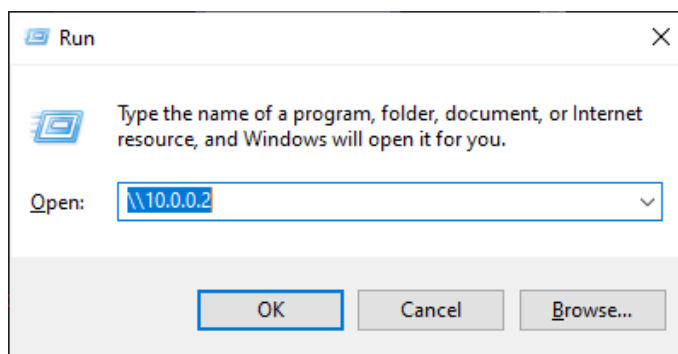 Run
Type the name of a program, folder, document, or Internet
resource, and Windows will open it for you.
Open: \\10.0.0.2
OK Cancel Browse...